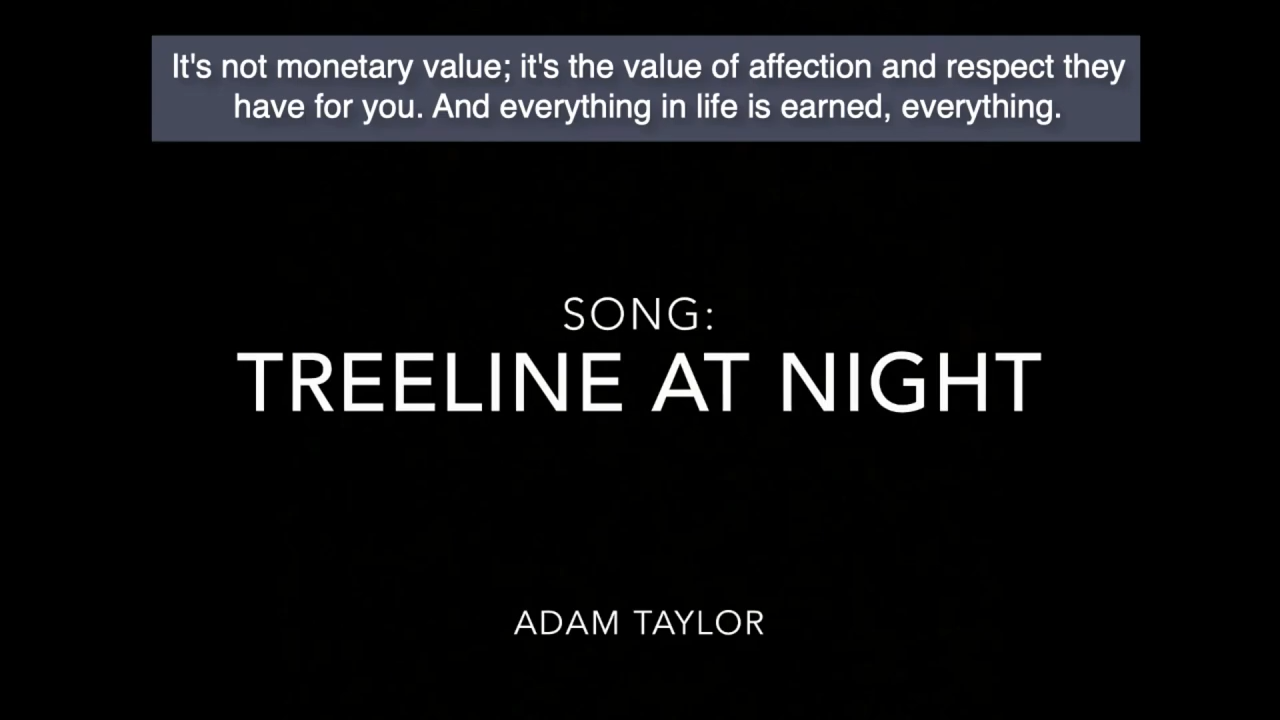 It's not monetary value; it's the value of affection and respect they
have for you. And everything in life is earned, everything.
SONG:
TREELINE AT NIGHT
ADAM TAYLOR